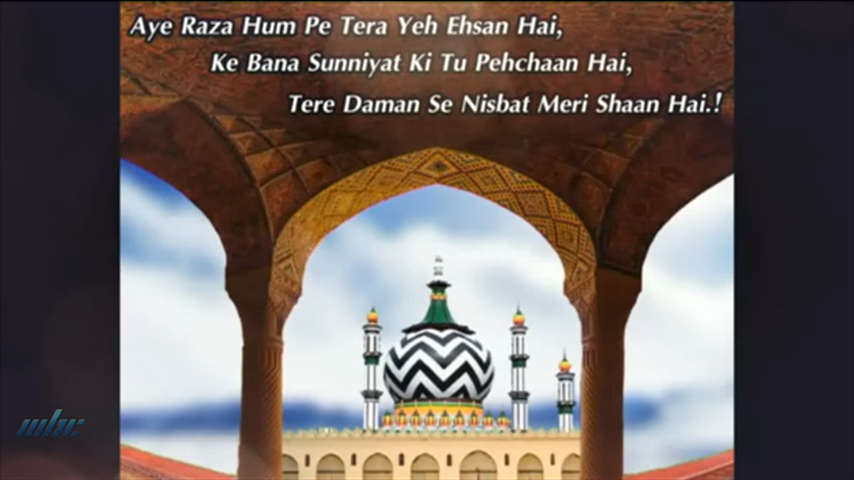 Aye Raza Hum Pe Tera Yeh Ehsan Hai,
Ke Bana Sunniyat Ki Tu Pehchaan Hai,
Tere Daman Se Nisbat Meri Shaan Hai.!
mbc